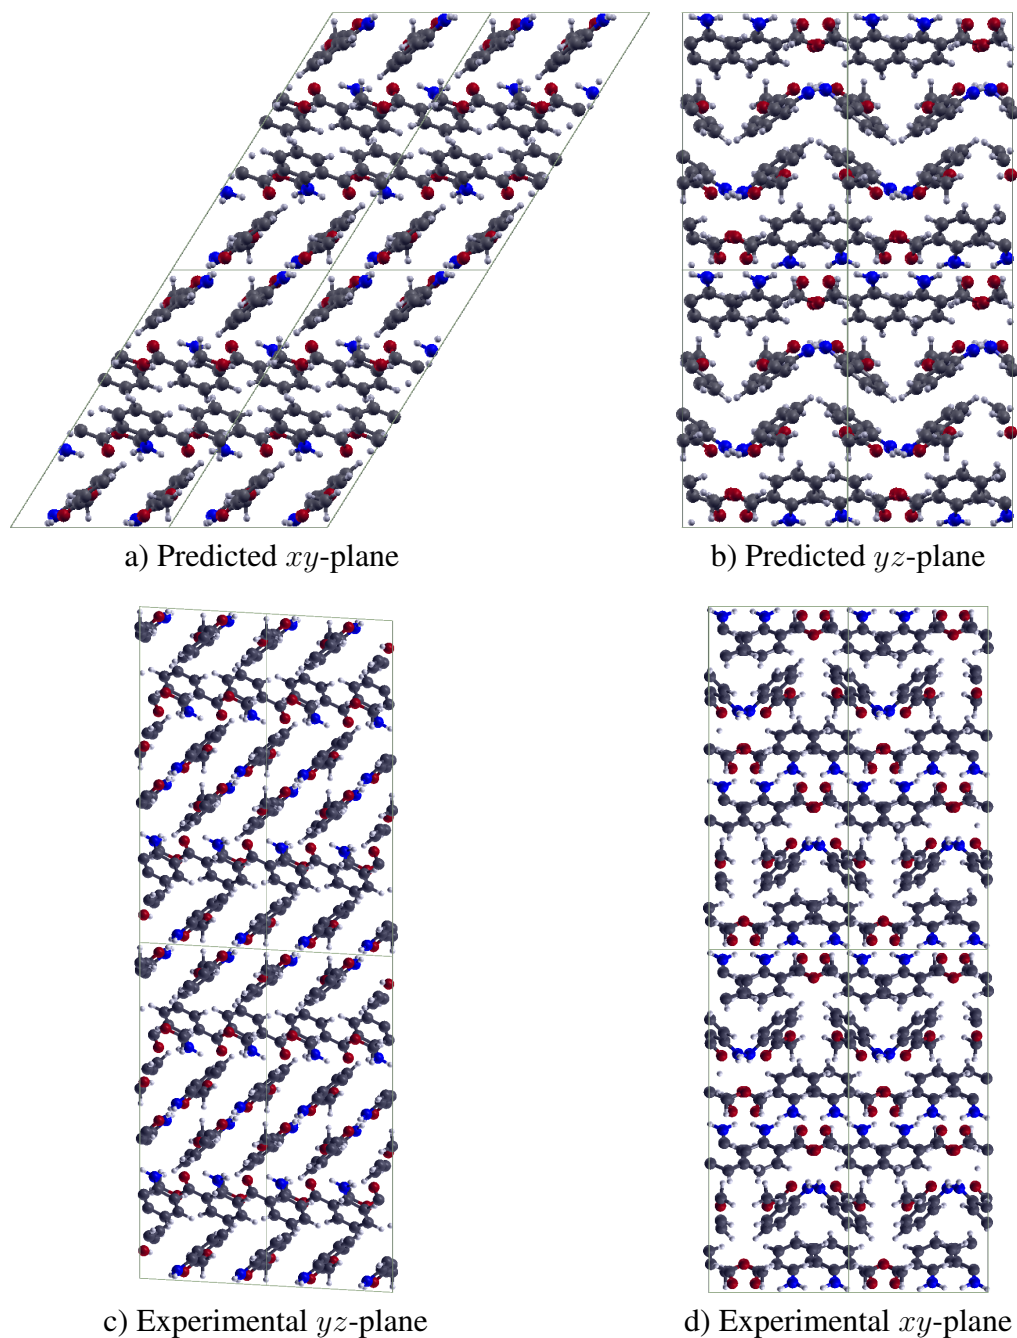 a) Predicted xy-plane
b) Predicted yz-plane
c) Experimental yz-plane
d) Experimental xy-plane